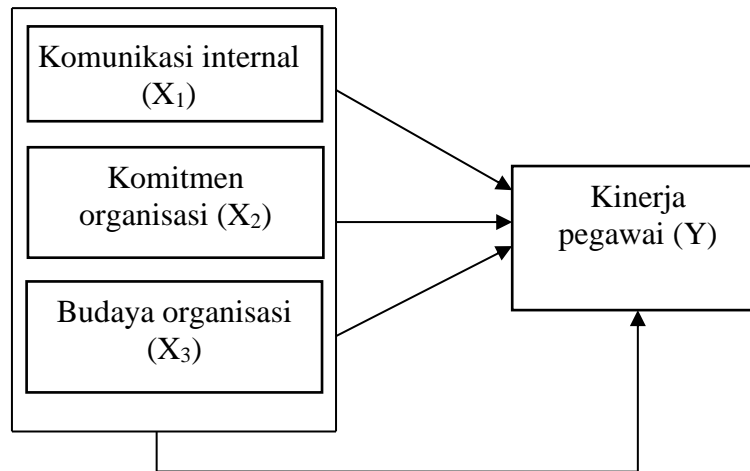 Komunikasi internal
(X₁)
Komitmen
organisasi (X₂)
Budaya organisasi
(X₃)
Kinerja
pegawai (Y)